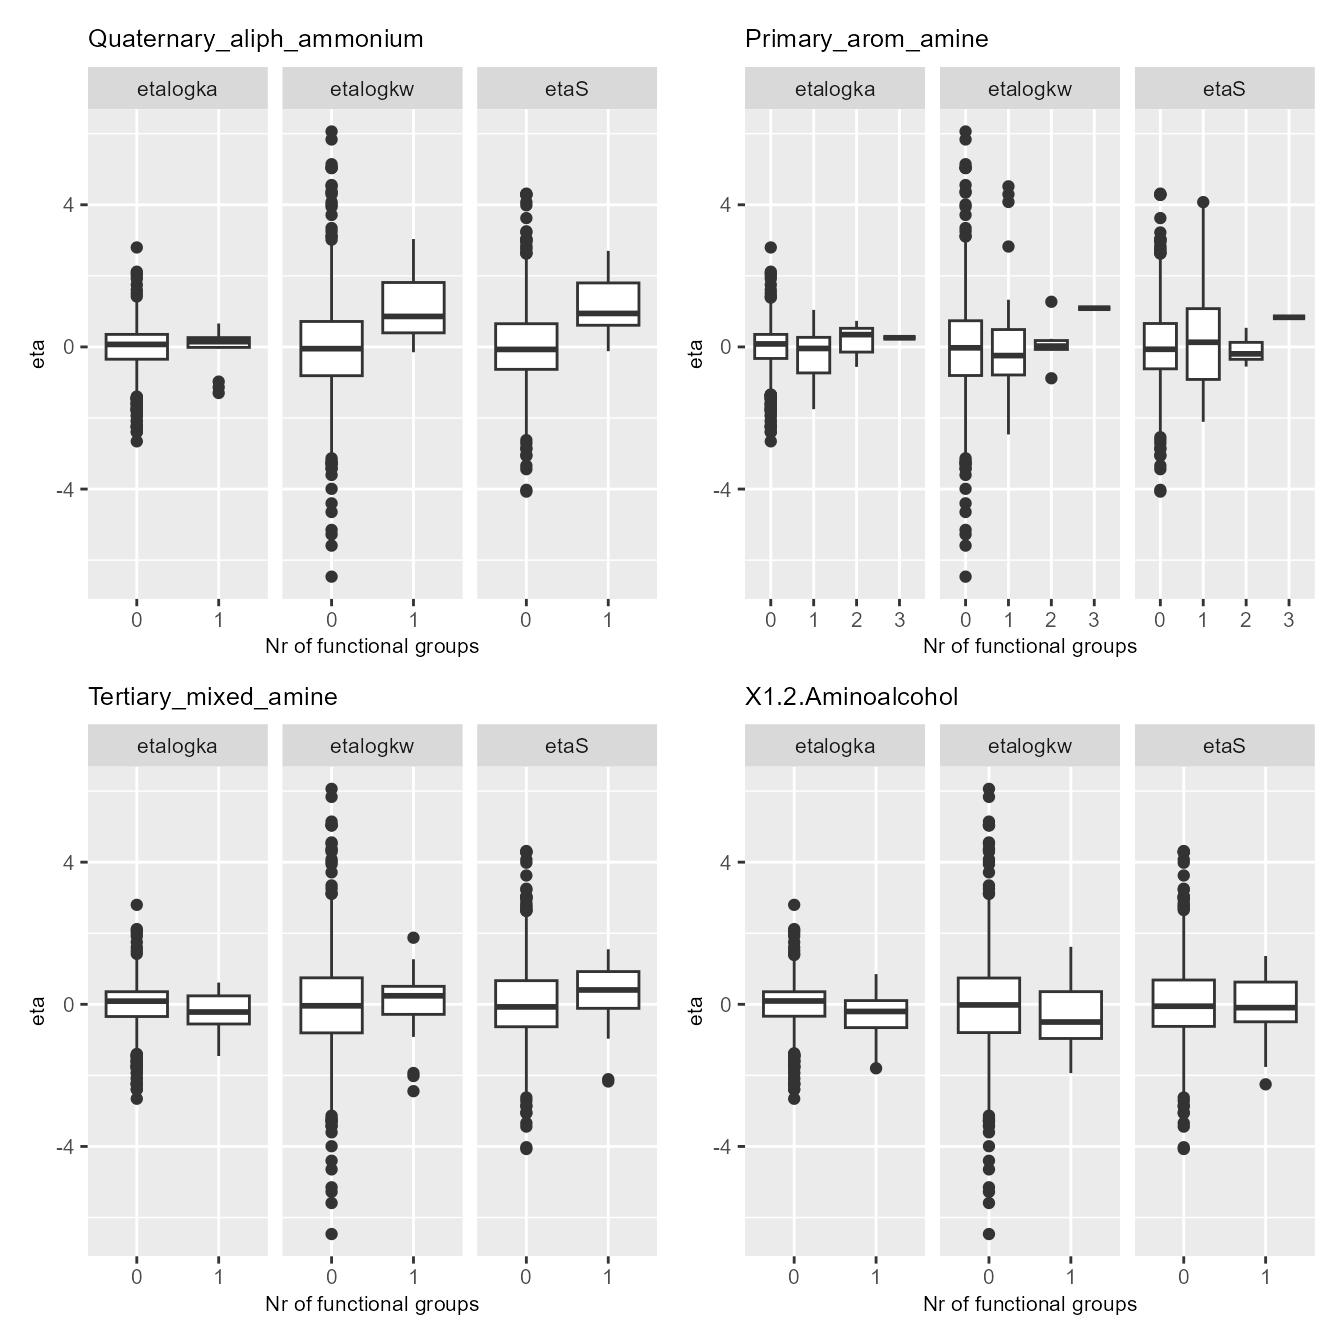 Quaternary_aliph_ammonium
etalogka etalogkw etaS
4
0
-4
eta
0 1 0 1 0 1
Nr of functional groups
Primary_arom_amine
etalogka etalogkw etaS
4
0
-4
eta
0 1 2 3 0 1 2 3 0 1 2 3
Nr of functional groups
Tertiary_mixed_amine
etalogka etalogkw etaS
4
0
-4
eta
0 1 0 1 0 1
Nr of functional groups
X1.2.Aminoalcohol
etalogka etalogkw etaS
4
0
-4
eta
0 1 0 1 0 1
Nr of functional groups